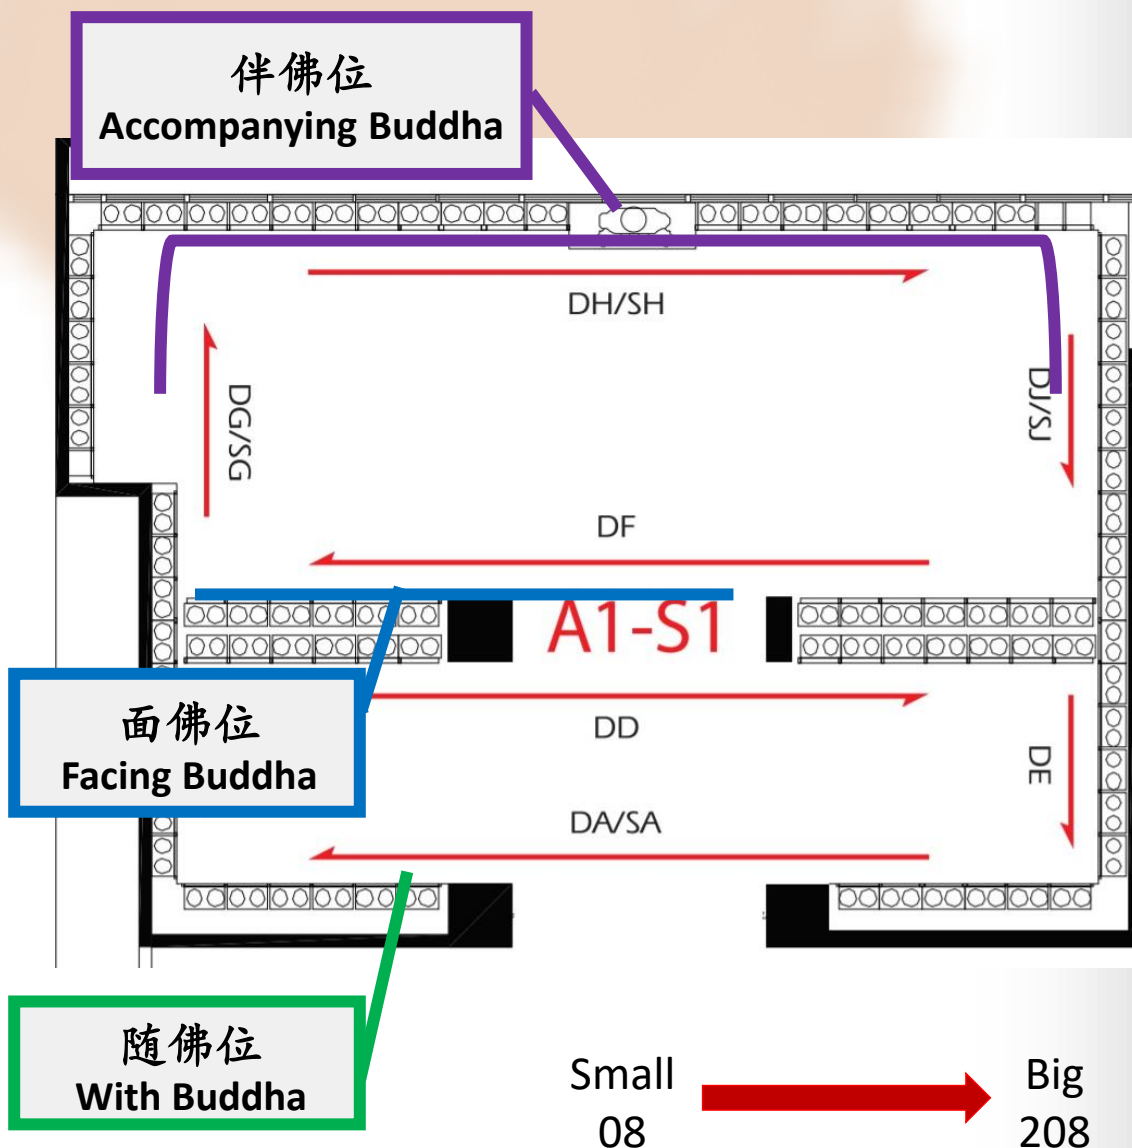 伴佛位
Accompanying Buddha
DH/SH
DG/SG
DJ/SJ
DF
A1-S1
面佛位
Facing Buddha
DD
DE
DA/SA
随佛位
With Buddha
Small
08
Big
208